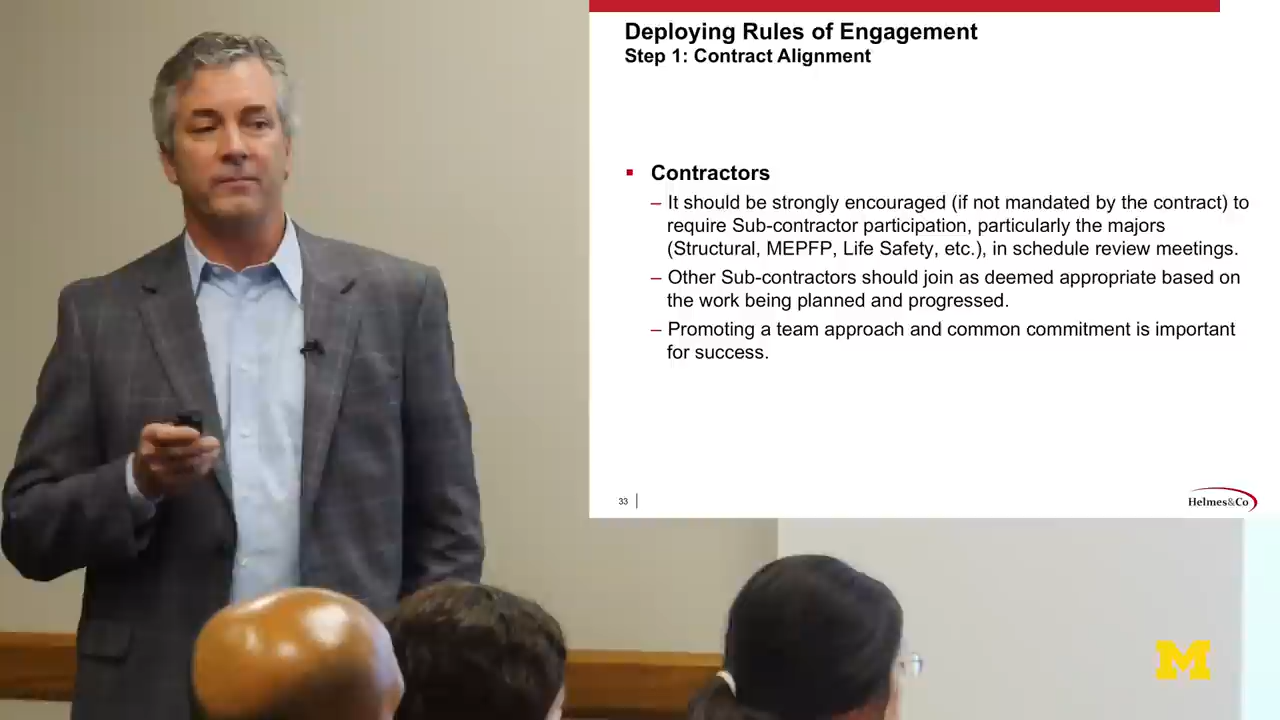 Deploying Rules of Engagement
Step 1: Contract Alignment
▪ Contractors
– It should be strongly encouraged (if not mandated by the contract) to
require Sub-contractor participation, particularly the majors
(Structural, MEPFP, Life Safety, etc.), in schedule review meetings.
– Other Sub-contractors should join as deemed appropriate based on
the work being planned and progressed.
– Promoting a team approach and common commitment is important
for success.
33
Helmes&Co
M